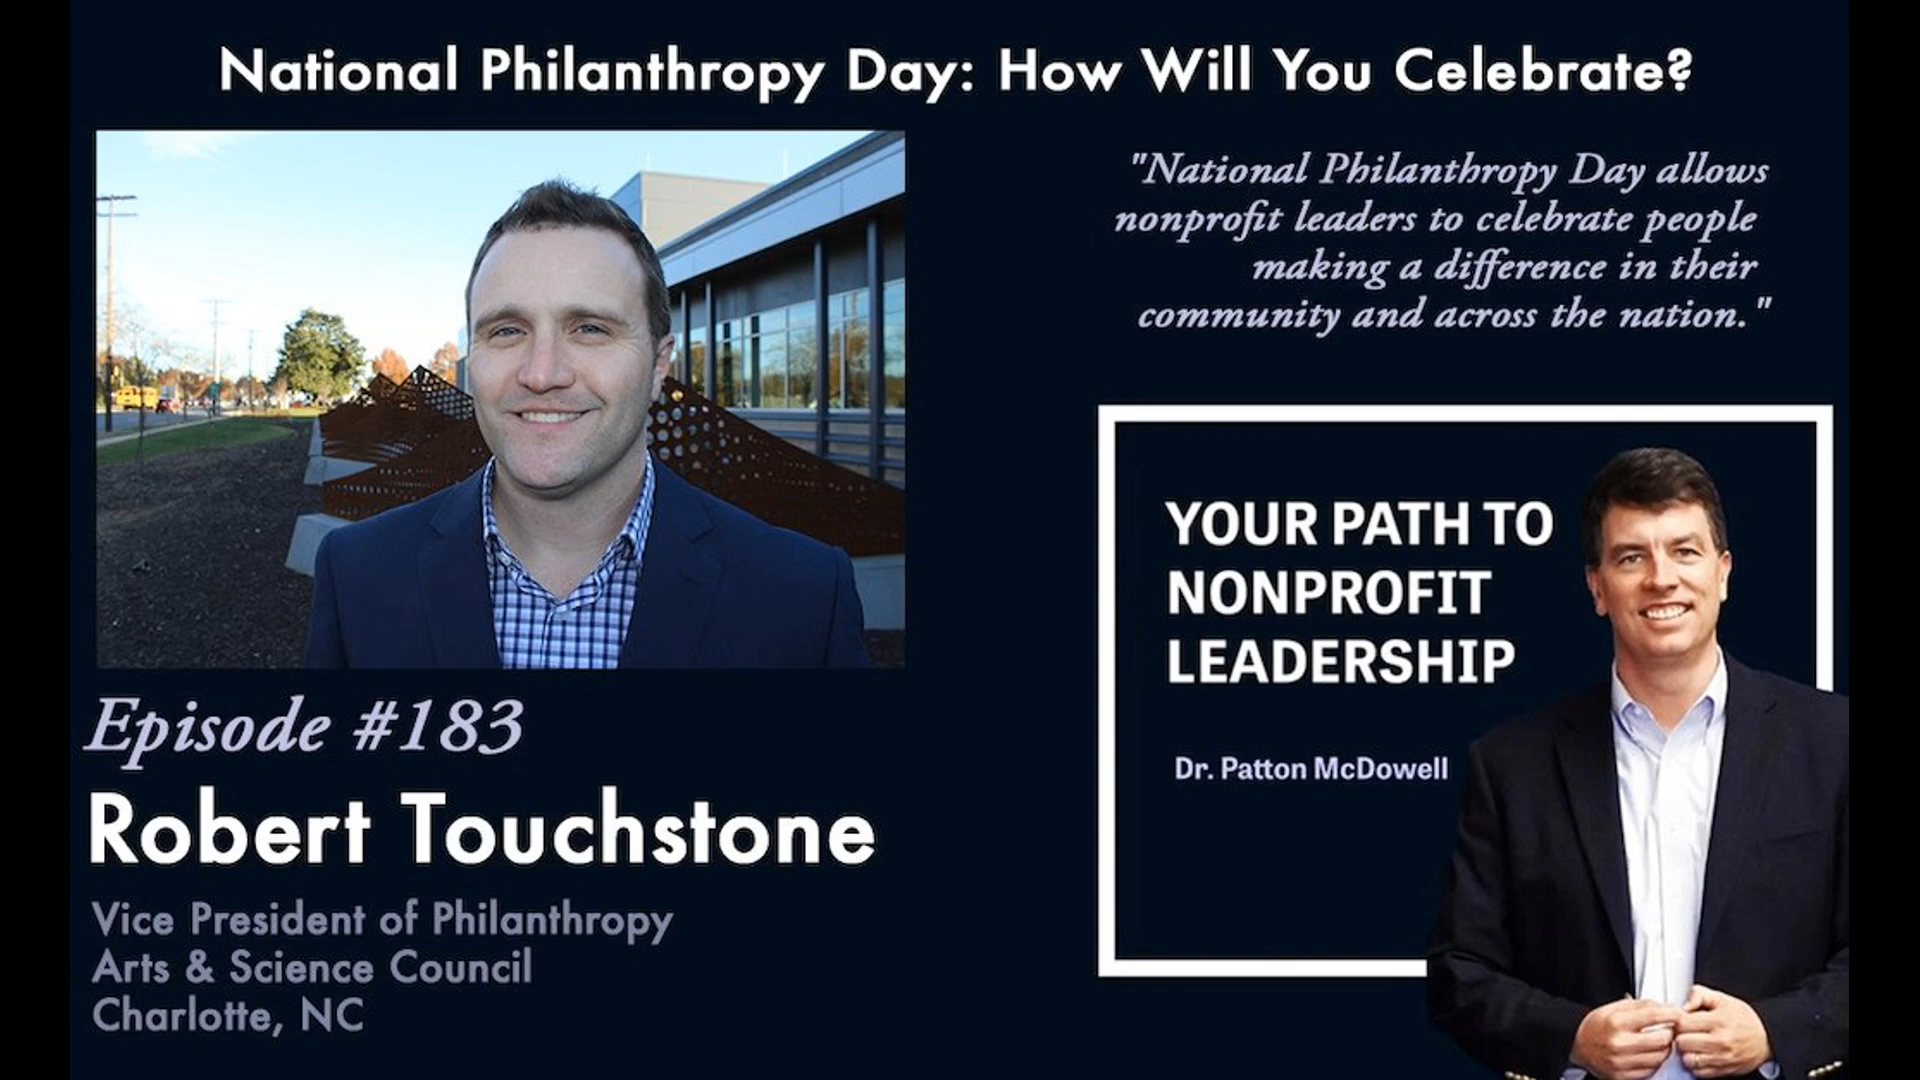 National Philanthropy Day: How Will You Celebrate?
"National Philanthropy Day allows
nonprofit leaders to celebrate people
making a difference in their
community and across the nation."
YOUR PATH TO
NONPROFIT
LEADERSHIP
Dr. Patton McDowell
Episode #183
Robert Touchstone
Vice President of Philanthropy
Arts & Science Council
Charlotte, NC